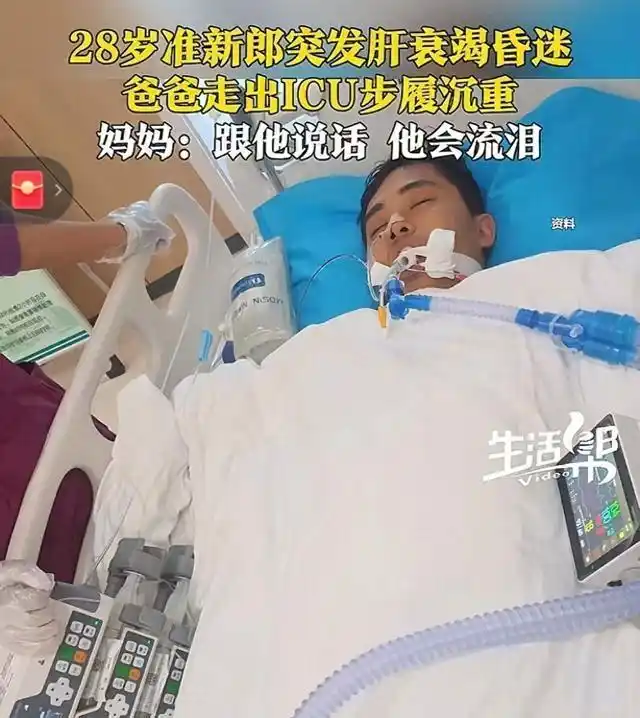 28岁准新郎突发肝衰竭昏迷
爸爸走出ICU步履沉重
妈妈：跟他说话 他会流泪
资料
生活帮
Video